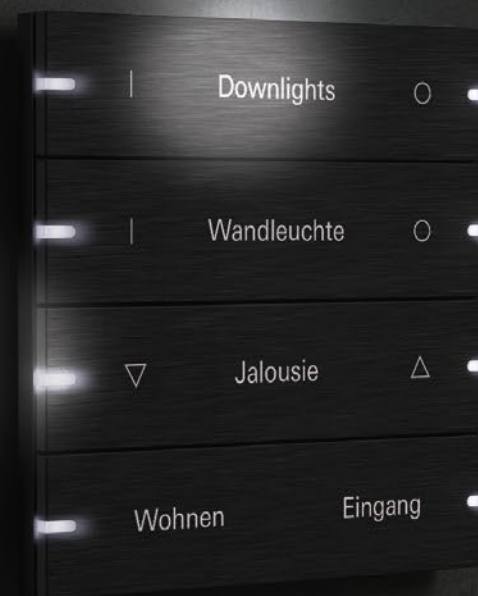 | Downlights O
| Wandleuchte O
▽ Jalousie △
Wohnen Eingang